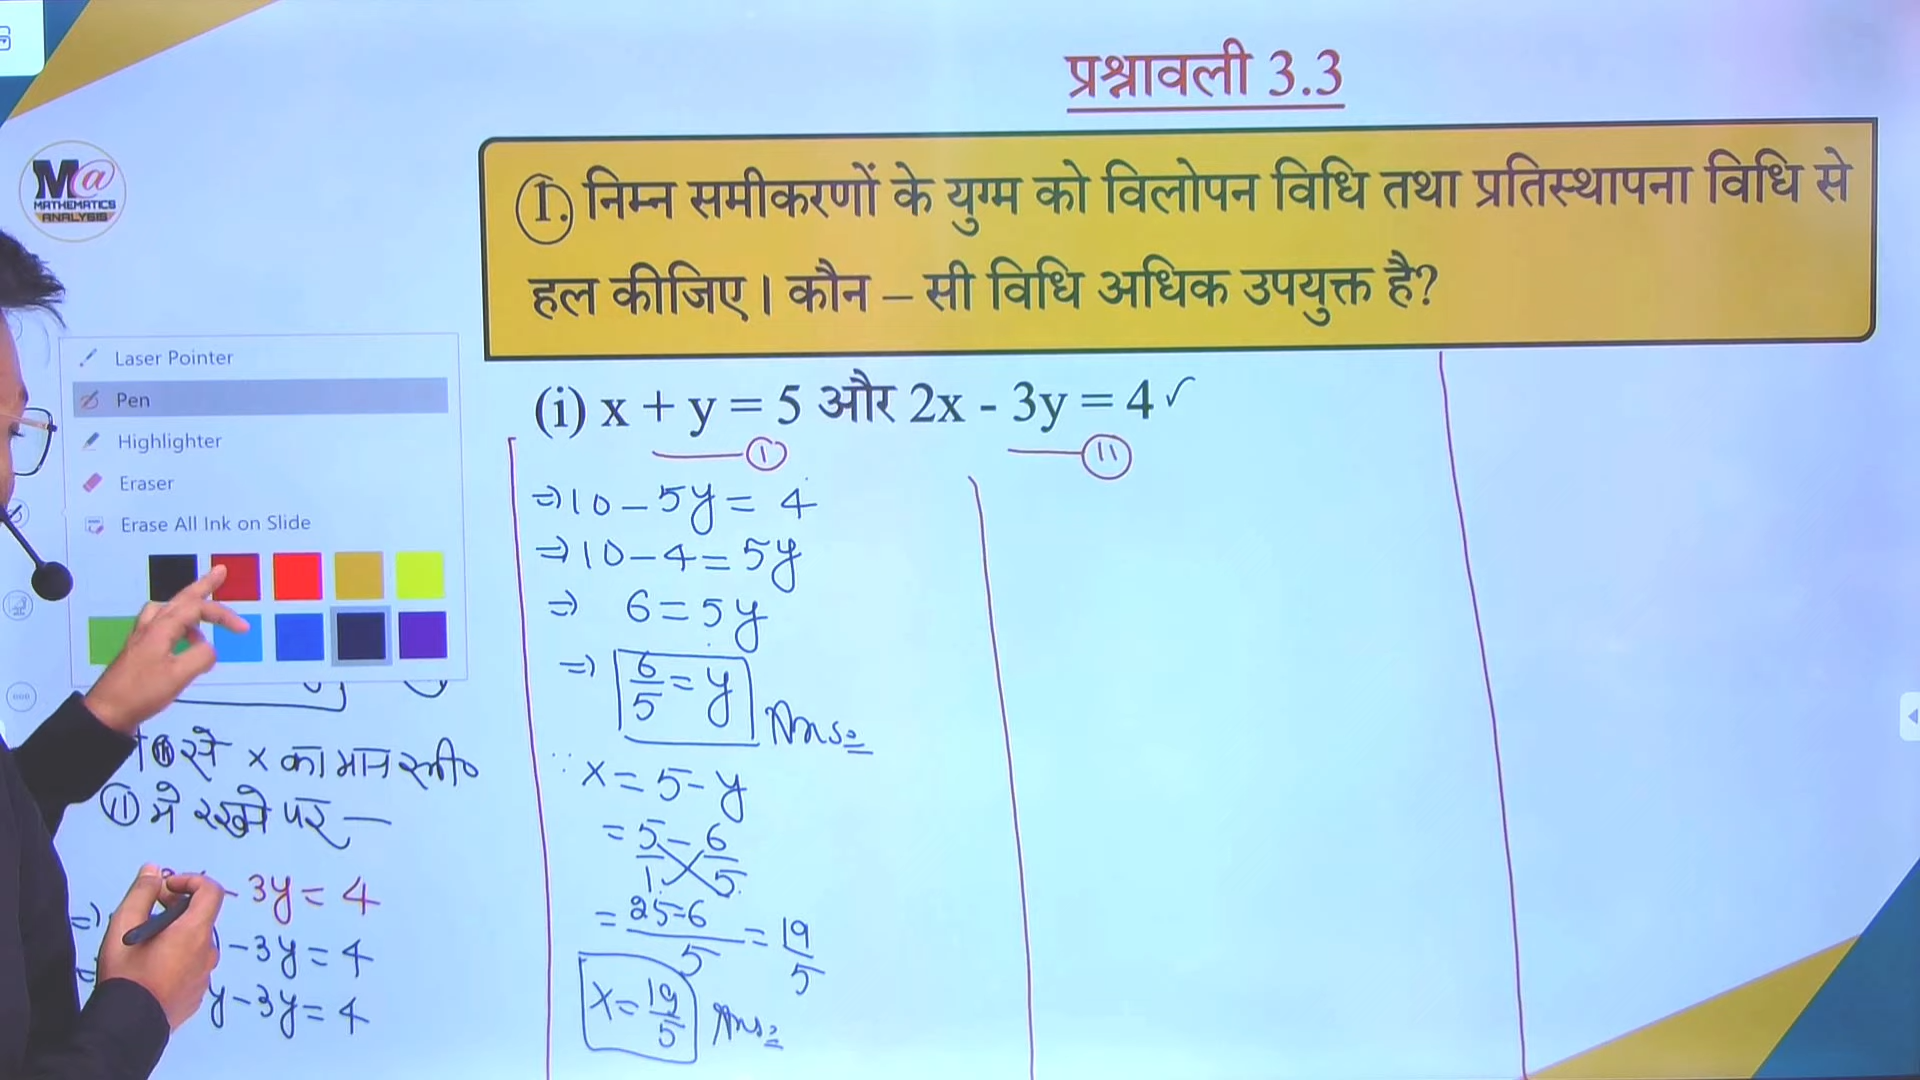 प्रश्नावली 3.3
M@
MATHEMATICS
ANALYSIS
1. निम्न समीकरणों के युग्म को विलोपन विधि तथा प्रतिस्थापना विधि से
हल कीजिए। कौन – सी विधि अधिक उपयुक्त है?
Laser Pointer
Pen
Highlighter
Eraser
Erase All Ink on Slide
(i) x + y = 5 और 2x - 3y = 4 ✓
I
II
से x का मान समी०
II में रखने पर —
- 3y = 4
- 3y = 4
y - 3y = 4
⇒ 10 - 5y = 4
⇒ 10 - 4 = 5y
⇒ 6 = 5y
⇒ 6/5 = y Ans
∵ x = 5 - y
= 5/1 - 6/5
= 25-6/5 = 19/5
x = 19/5 Ans